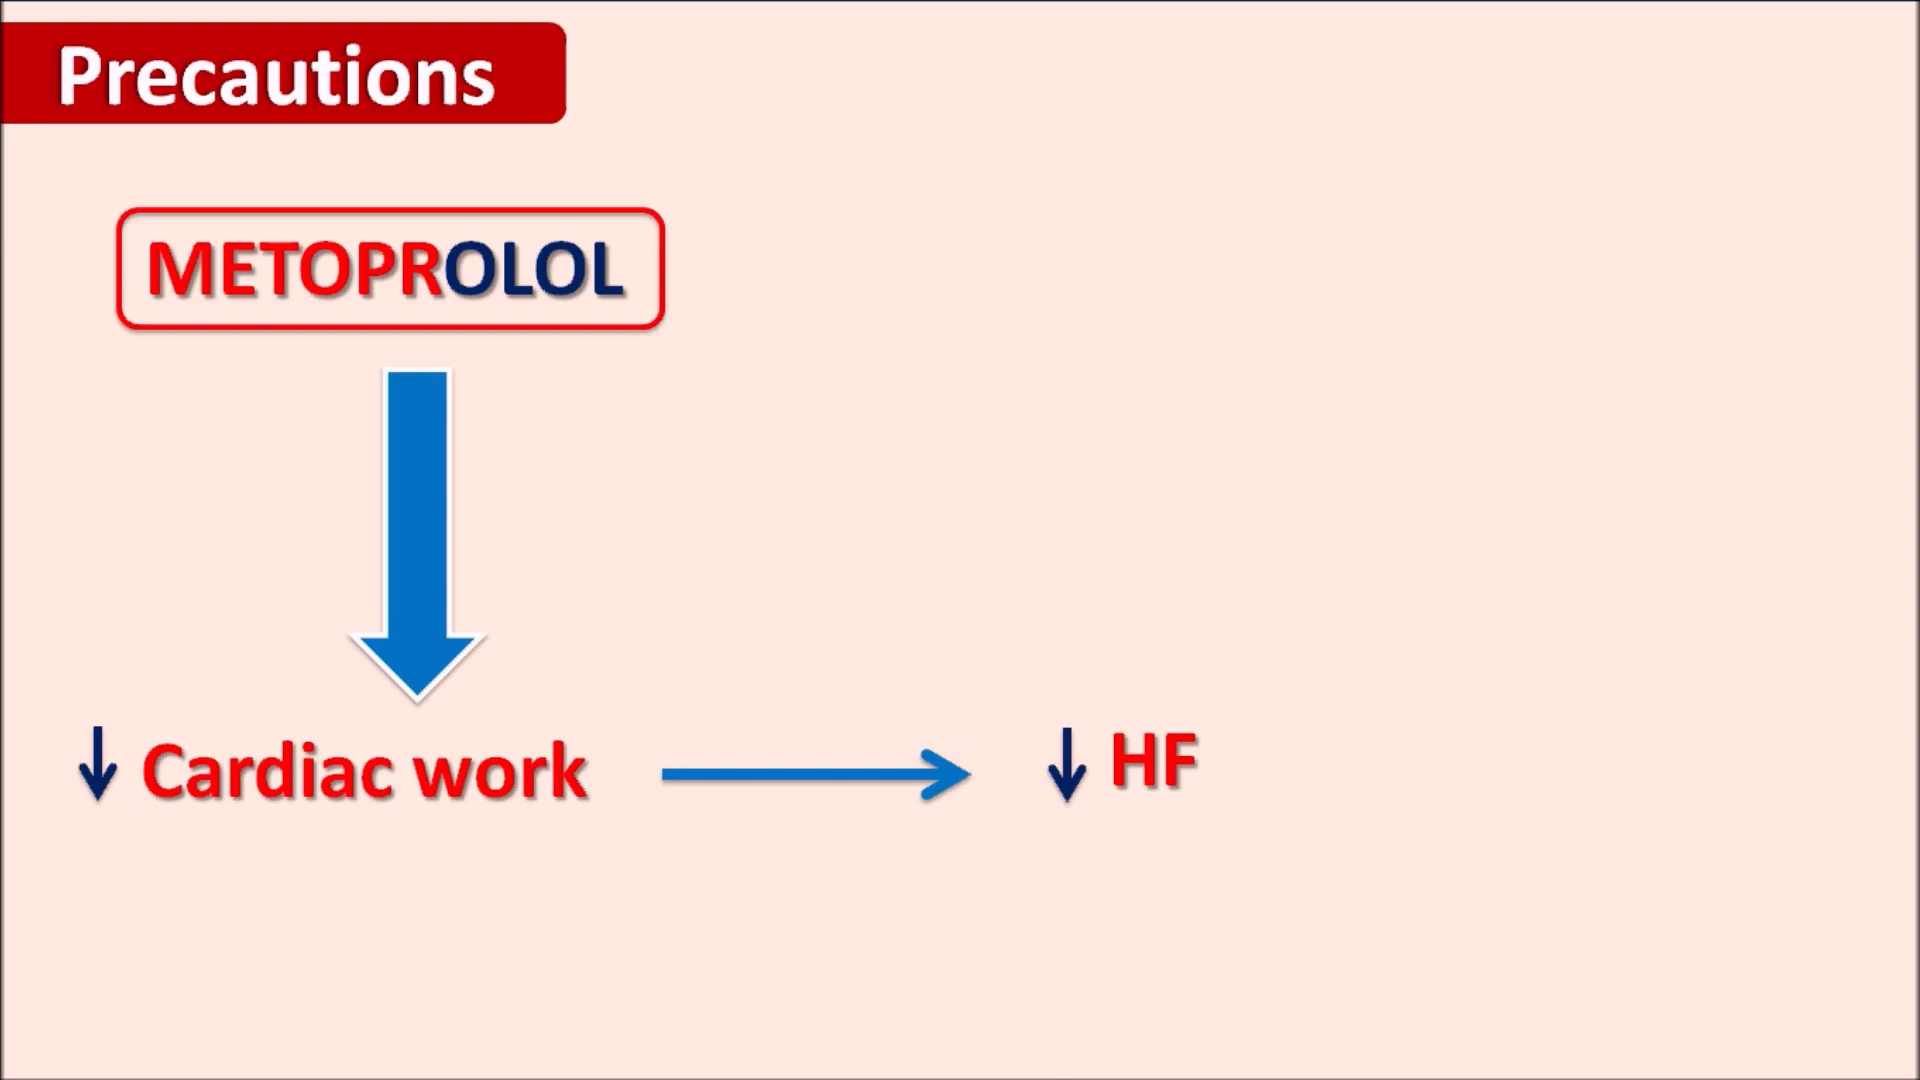 Precautions
METOPROLOL
↓ Cardiac work → ↓ HF